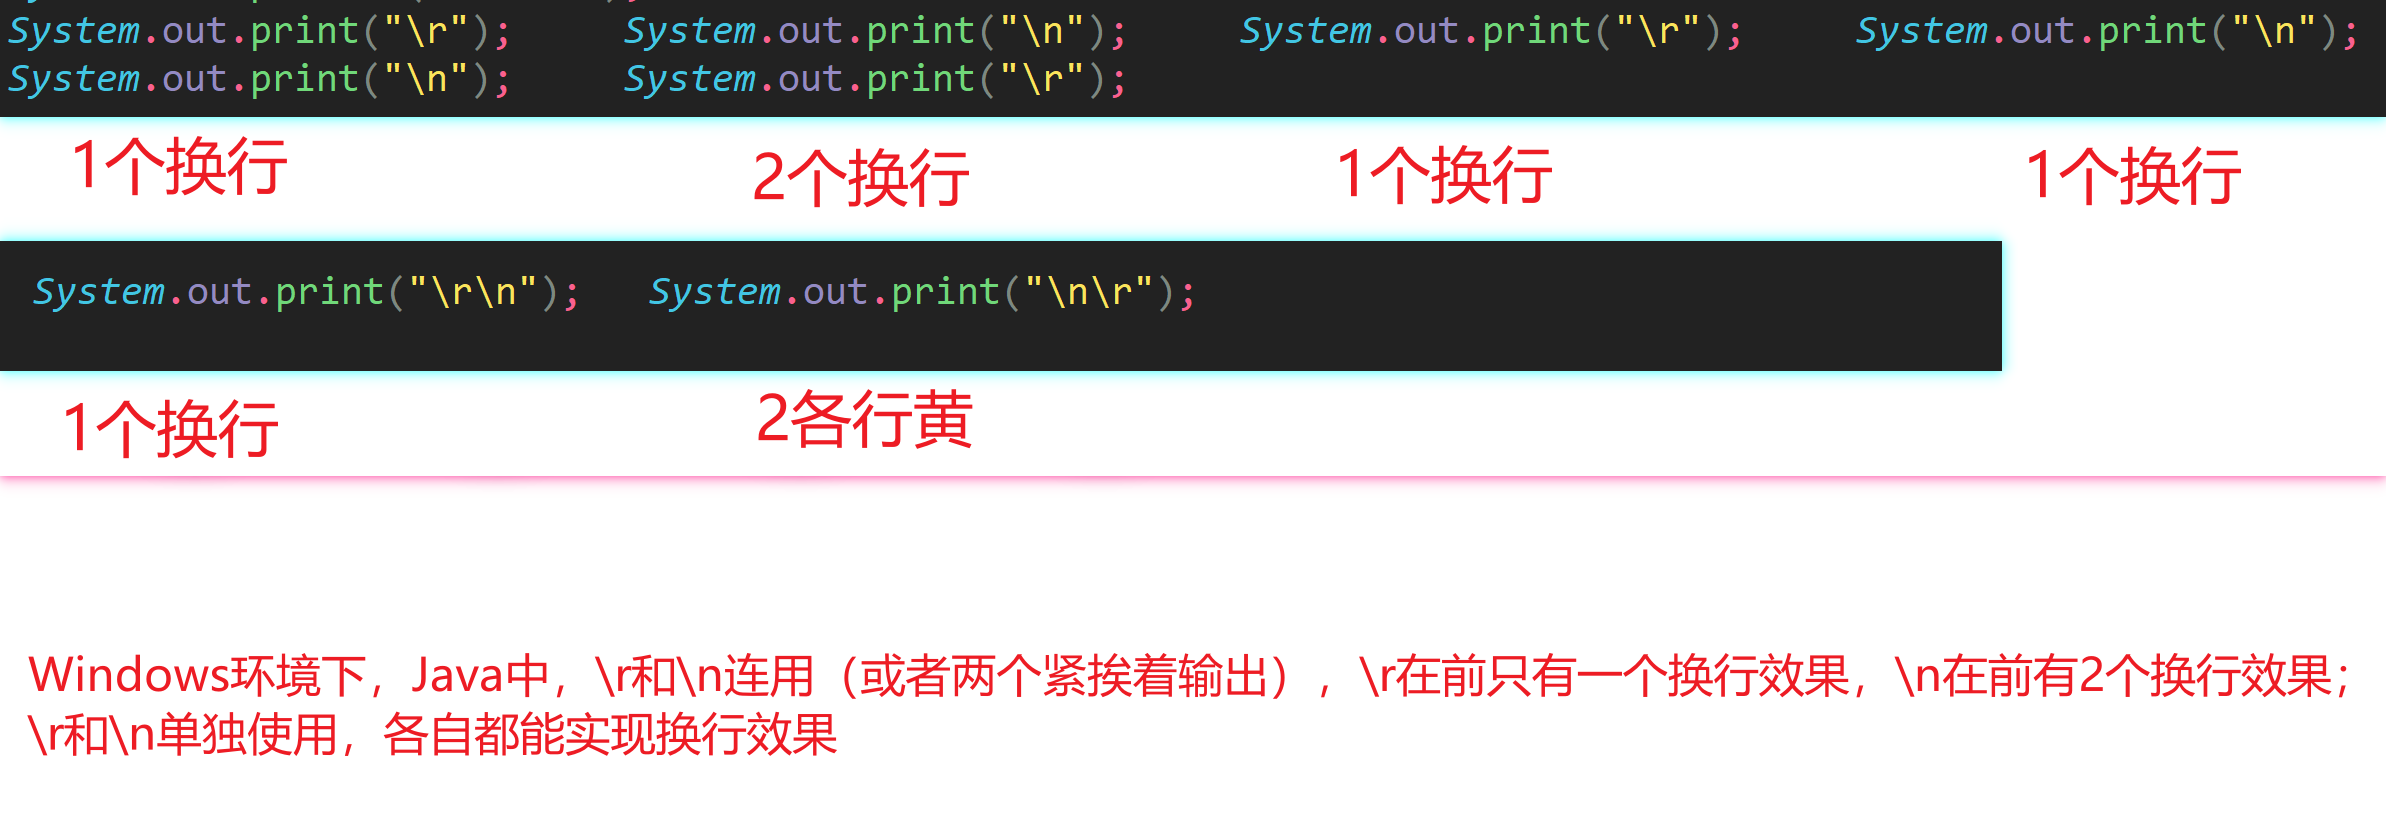 System.out.print("\r"); System.out.print("\n"); System.out.print("\r"); System.out.print("\n");
System.out.print("\n"); System.out.print("\r");
1个换行 2个换行 1个换行 1个换行
System.out.print("\r\n"); System.out.print("\n\r");
1个换行 2各行黄
Windows环境下，Java中，\r和\n连用（或者两个紧挨着输出），\r在前只有一个换行效果，\n在前有2个换行效果；
\r和\n单独使用，各自都能实现换行效果